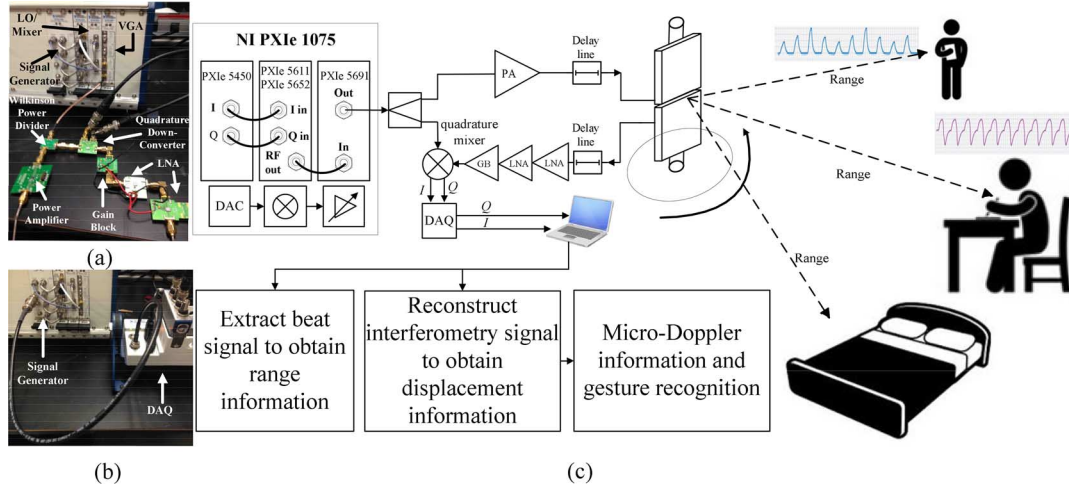 LO/
Mixer
VGA
Signal
Generator
Wilkinson
Power
Divider
Quadrature
Down-
Converter
LNA
Power
Amplifier
Gain
Block
(a)
Signal
Generator
DAQ
(b)
NI PXIe 1075
PXIe 5450
PXIe 5611
PXIe 5652
PXIe 5691
I
I in
Out
Q
Q in
RF
out
In
DAC
PA
Delay
line
quadrature
mixer
GB
LNA
LNA
Delay
line
I
Q
DAQ
Q
I
Range
Range
Range
Extract beat
signal to obtain
range
information
Reconstruct
interferometry signal
to obtain
displacement
information
Micro-Doppler
information and
gesture recognition
(c)